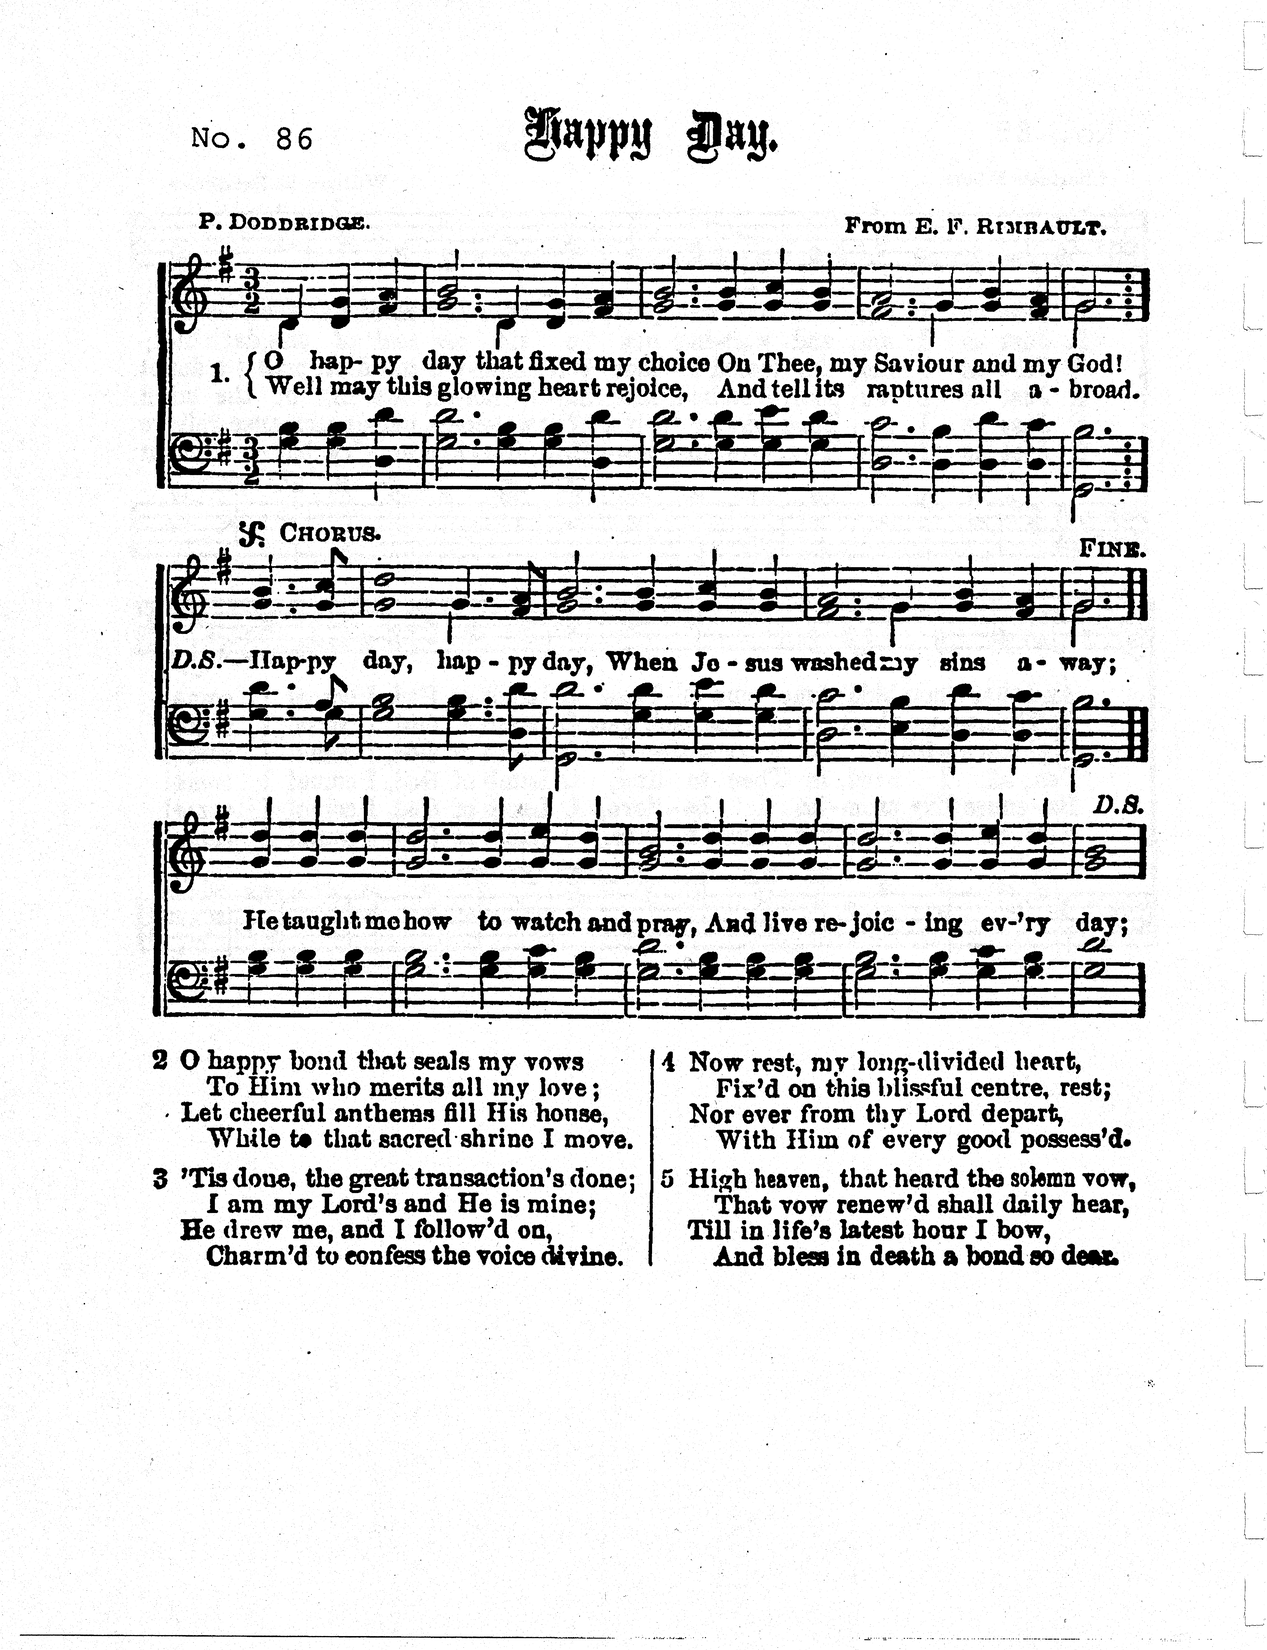 No. 86
Happy Day.
P. DODDRIDGE.
From E. F. RIMBAULT.
1. { O hap- py day that fixed my choice On Thee, my Saviour and my God!
Well may this glowing heart rejoice, And tell its raptures all a - broad.
CHORUS.
FINE.
D.S.—Hap-py day, hap - py day, When Je - sus washed my sins a - way;
D.S.
He taught me how to watch and pray, And live re- joic - ing ev-'ry day;
2 O happy bond that seals my vows
To Him who merits all my love;
Let cheerful anthems fill His house,
While to that sacred shrine I move.
3 'Tis done, the great transaction's done;
I am my Lord's and He is mine;
He drew me, and I follow'd on,
Charm'd to confess the voice divine.
4 Now rest, my long-divided heart,
Fix'd on this blissful centre, rest;
Nor ever from thy Lord depart,
With Him of every good possess'd.
5 High heaven, that heard the solemn vow,
That vow renew'd shall daily hear,
Till in life's latest hour I bow,
And bless in death a bond so dear.